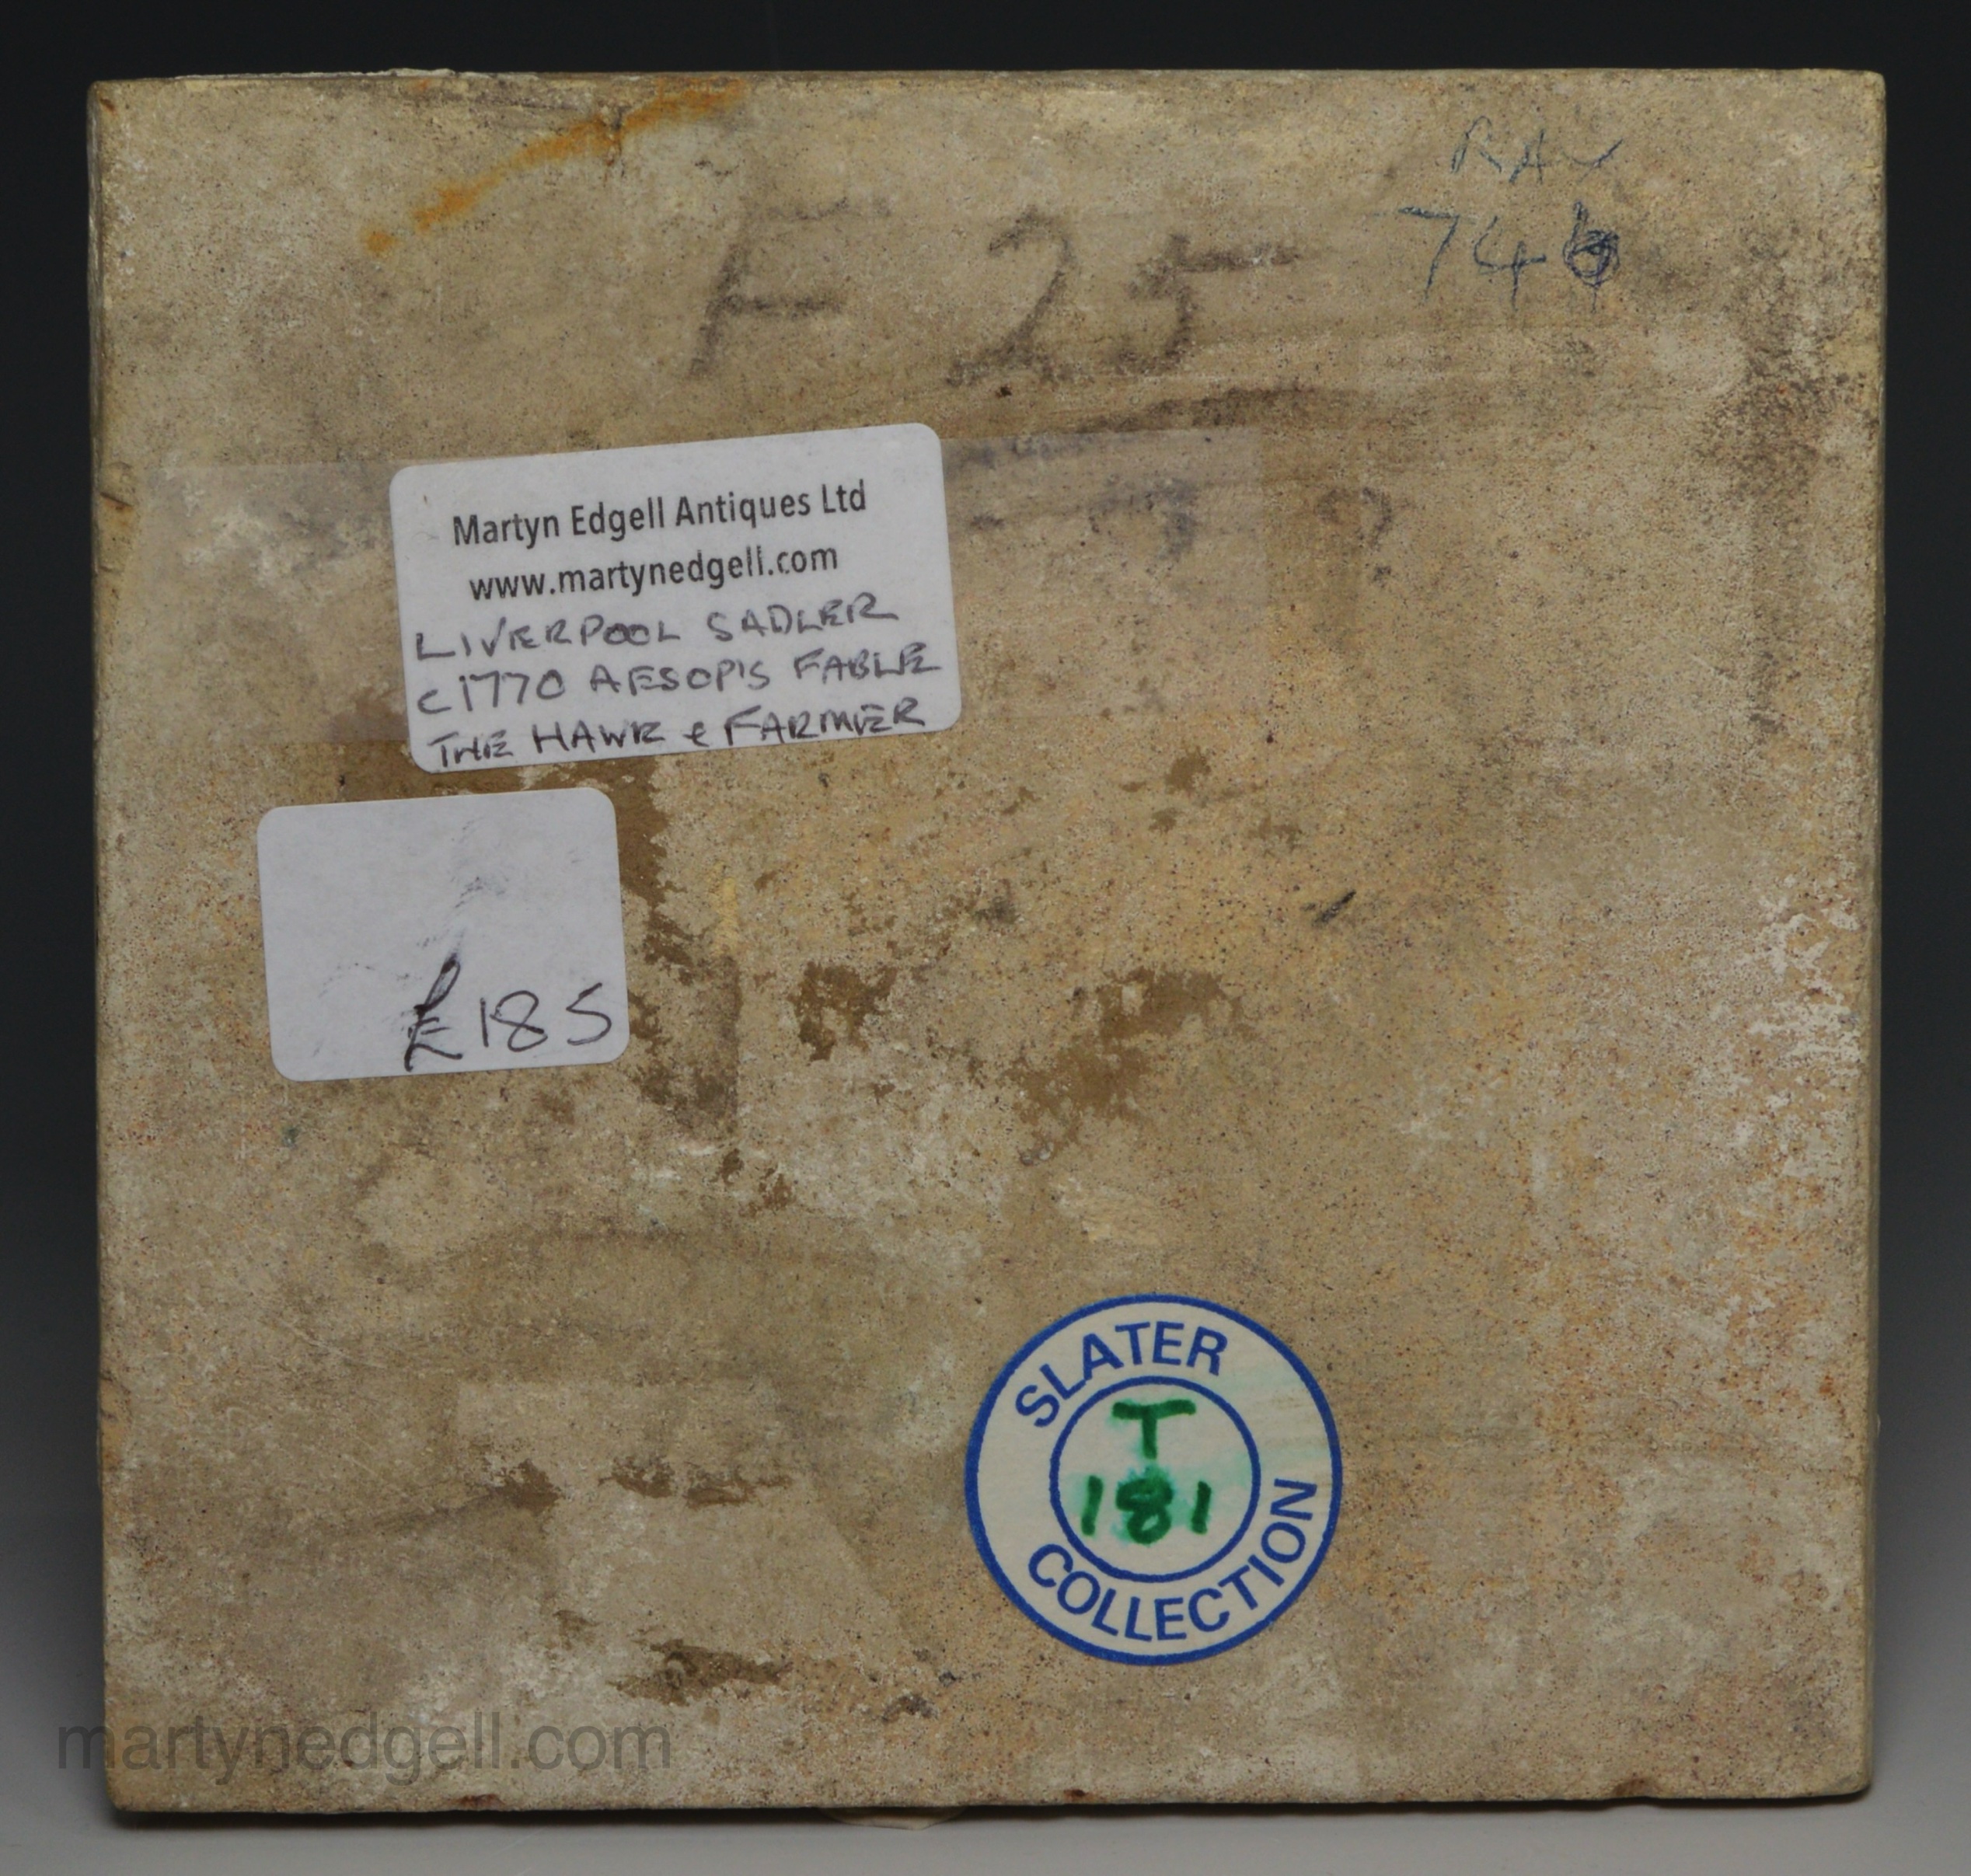 RAY
F 25
746
Martyn Edgell Antiques Ltd
www.martynedgell.com
LIVERPOOL SADLER
C1770 AESOP'S FABLE
THE HAWK & FARMER
£185
SLATER
T
181
COLLECTION
martynedgell.com